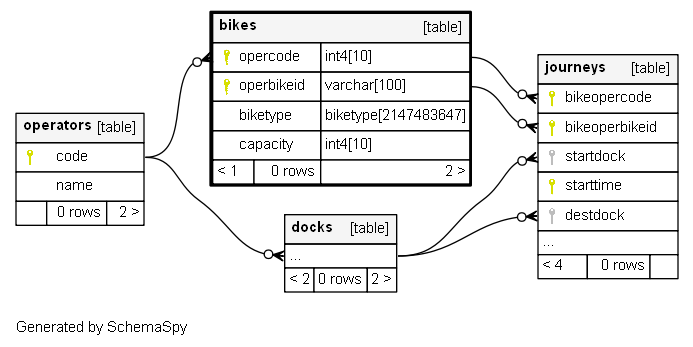 bikes [table]
opercode int4[10]
operbikeid varchar[100]
biketype biketype[2147483647]
capacity int4[10]
< 1 0 rows 2 >
operators [table]
code
name
0 rows 2 >
docks [table]
...
< 2 0 rows 2 >
journeys [table]
bikeopercode
bikeoperbikeid
startdock
starttime
destdock
...
< 4 0 rows
Generated by SchemaSpy